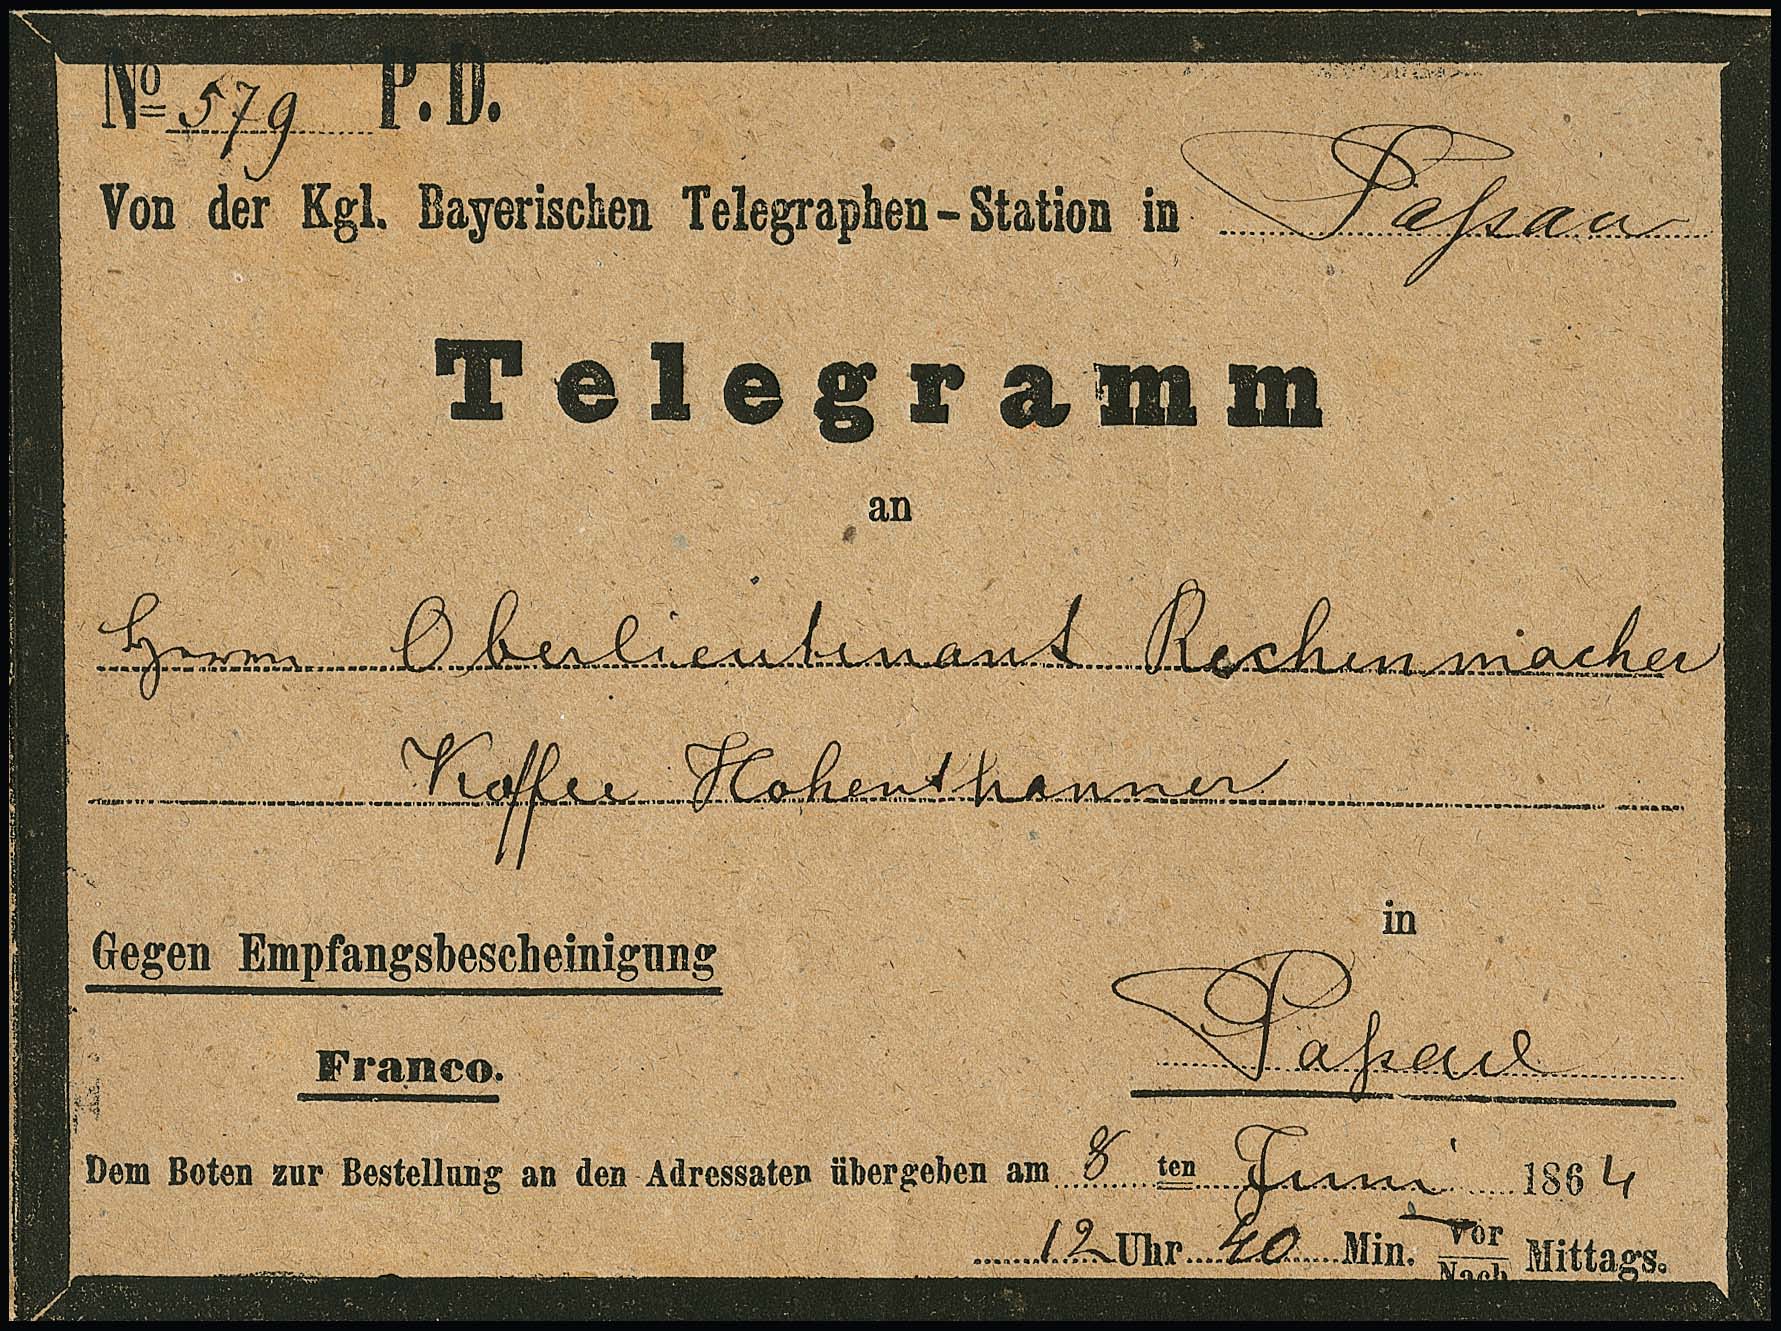 No 579 P. D.
Von der Kgl. Bayerischen Telegraphen-Station in Paſsau
Telegramm
an
Herrn Oberlieutenant Rechenmacher
Koffee Hohenthanner
in
Gegen Empfangsbescheinigung
Paſsau
Franco.
Dem Boten zur Bestellung an den Adressaten übergeben am 8 ten Juni 1864
12 Uhr 40 Min. Vor Nach Mittags.